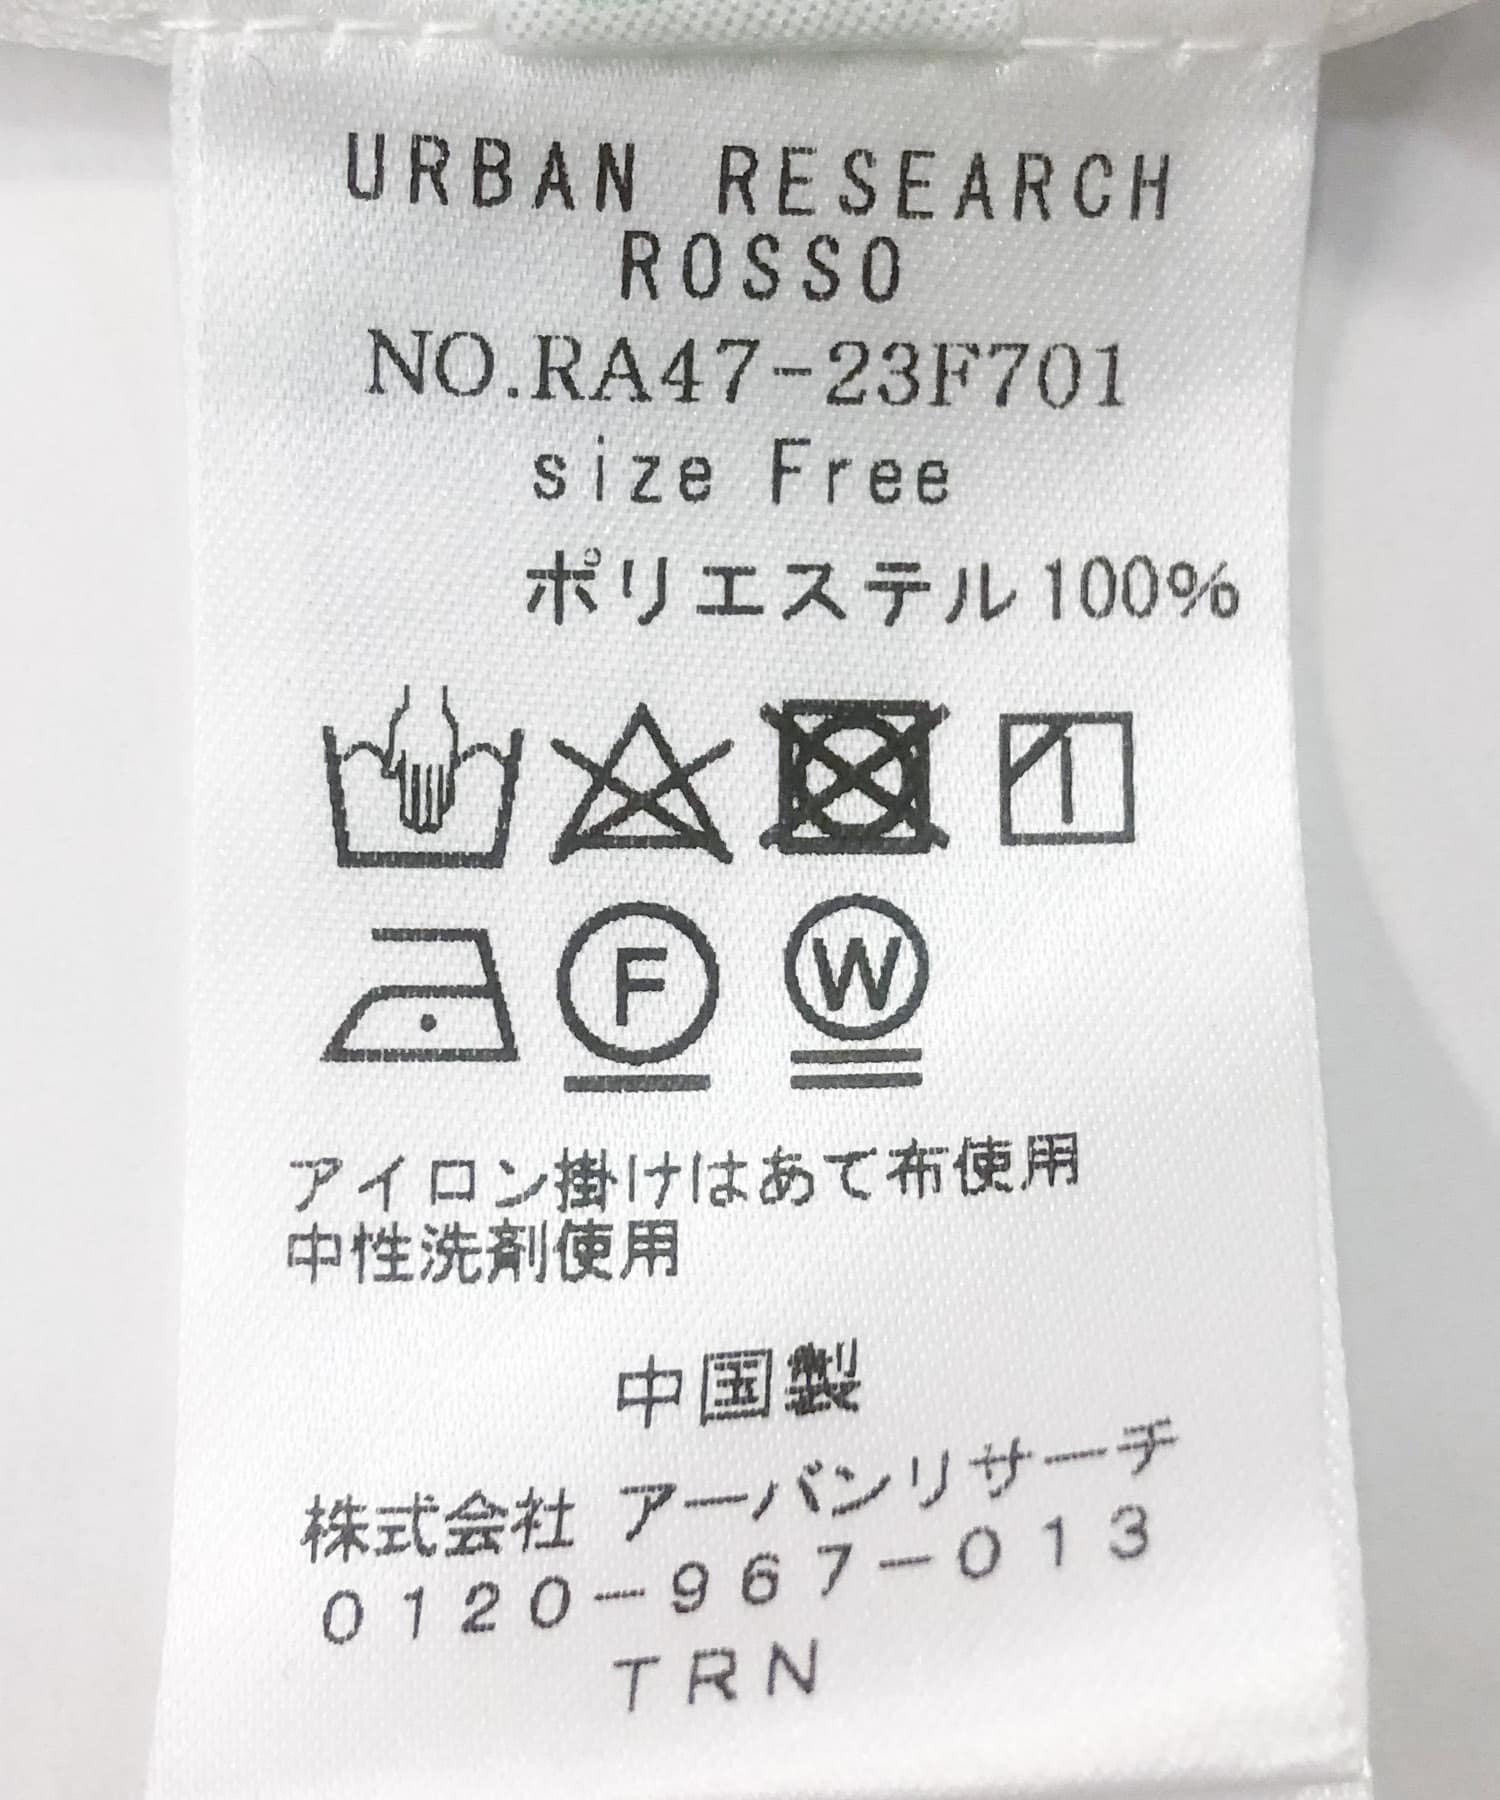 URBAN RESEARCH
ROSSO
NO.RA47-23F701
size Free
ポリエステル100%
F W
アイロン掛けはあて布使用
中性洗剤使用
中国製
株式会社 アーバンリサーチ
0120-967-013
TRN